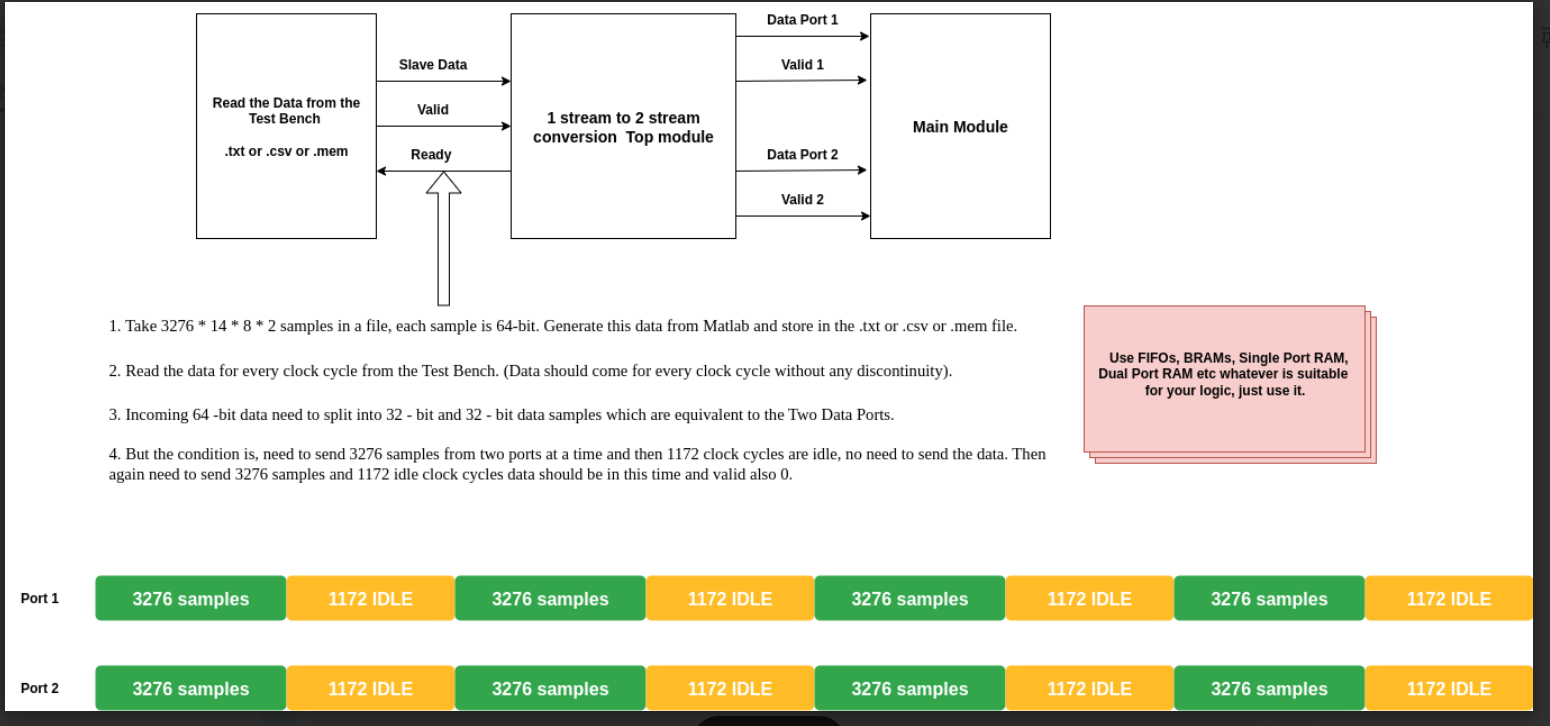 Read the Data from the
Test Bench
.txt or .csv or .mem
Slave Data
Valid
Ready
1 stream to 2 stream
conversion Top module
Data Port 1
Valid 1
Data Port 2
Valid 2
Main Module
1. Take 3276 * 14 * 8 * 2 samples in a file, each sample is 64-bit. Generate this data from Matlab and store in the .txt or .csv or .mem file.
2. Read the data for every clock cycle from the Test Bench. (Data should come for every clock cycle without any discontinuity).
3. Incoming 64 -bit data need to split into 32 - bit and 32 - bit data samples which are equivalent to the Two Data Ports.
4. But the condition is, need to send 3276 samples from two ports at a time and then 1172 clock cycles are idle, no need to send the data. Then
again need to send 3276 samples and 1172 idle clock cycles data should be in this time and valid also 0.
Use FIFOs, BRAMs, Single Port RAM,
Dual Port RAM etc whatever is suitable
for your logic, just use it.
Port 1 3276 samples 1172 IDLE 3276 samples 1172 IDLE 3276 samples 1172 IDLE 3276 samples 1172 IDLE
Port 2 3276 samples 1172 IDLE 3276 samples 1172 IDLE 3276 samples 1172 IDLE 3276 samples 1172 IDLE